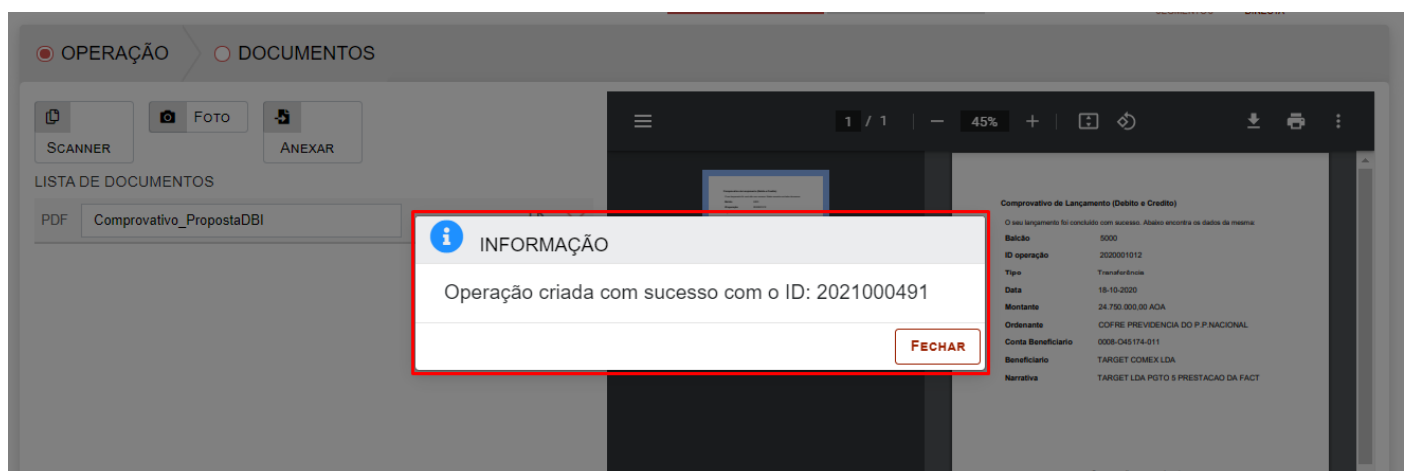 OPERAÇÃO
DOCUMENTOS
SCANNER
FOTO
ANEXAR
LISTA DE DOCUMENTOS
PDF Comprovativo_PropostaDBI
1 / 1
45%
INFORMAÇÃO
Operação criada com sucesso com o ID: 2021000491
FECHAR
Comprovativo de Lançamento (Debito e Credito)
O seu lançamento foi concluído com sucesso. Abaixo encontra os dados da mesma:
Balcão 5000
ID operação 2020001012
Tipo Transferência
Data 18-10-2020
Montante 24.750.000,00 AOA
Ordenante COFRE PREVIDENCIA DO P.P.NACIONAL
Conta Beneficiario 0008-O45174-011
Beneficiario TARGET COMEX LDA
Narrativa TARGET LDA PGTO 5 PRESTACAO DA FACT